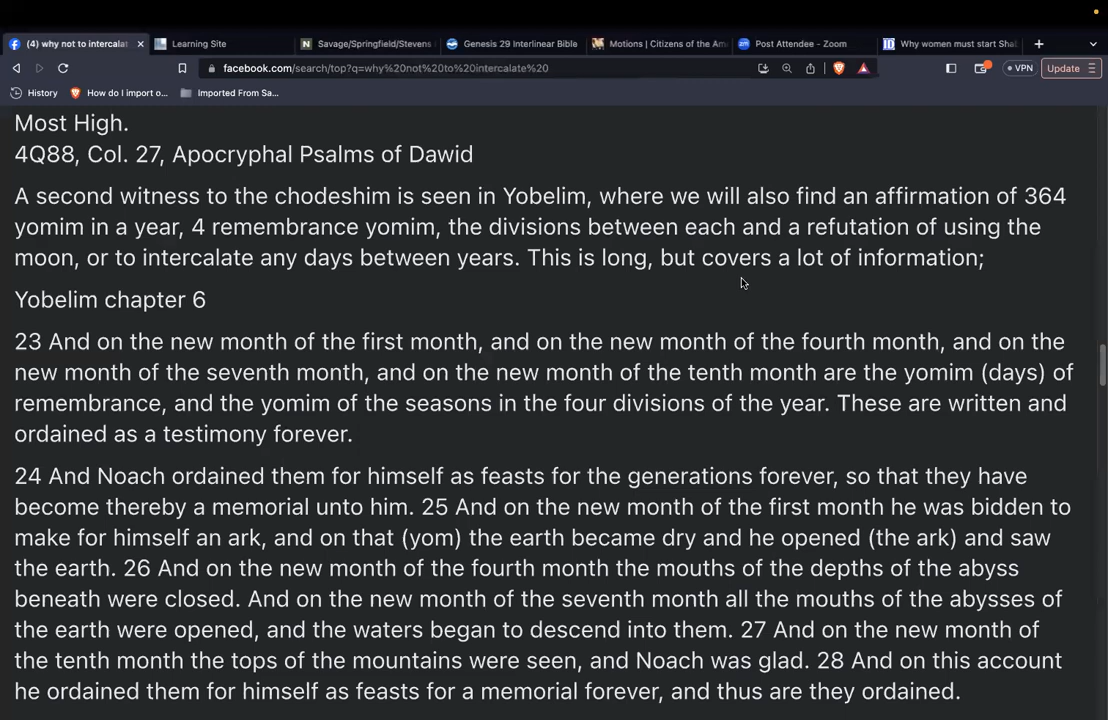 (4) why not to intercalat
Learning Site
Savage/Springfield/Stevens
Genesis 29 Interlinear Bible
Motions | Citizens of the Am
Post Attendee - Zoom
Why women must start Sha
facebook.com/search/top?q=why%20not%20to%20intercalate%20
VPN
Update
History
How do I import o...
Imported From Sa...
Most High.
4Q88, Col. 27, Apocryphal Psalms of Dawid
A second witness to the chodeshim is seen in Yobelim, where we will also find an affirmation of 364
yomim in a year, 4 remembrance yomim, the divisions between each and a refutation of using the
moon, or to intercalate any days between years. This is long, but covers a lot of information;
Yobelim chapter 6
23 And on the new month of the first month, and on the new month of the fourth month, and on the
new month of the seventh month, and on the new month of the tenth month are the yomim (days) of
remembrance, and the yomim of the seasons in the four divisions of the year. These are written and
ordained as a testimony forever.
24 And Noach ordained them for himself as feasts for the generations forever, so that they have
become thereby a memorial unto him. 25 And on the new month of the first month he was bidden to
make for himself an ark, and on that (yom) the earth became dry and he opened (the ark) and saw
the earth. 26 And on the new month of the fourth month the mouths of the depths of the abyss
beneath were closed. And on the new month of the seventh month all the mouths of the abysses of
the earth were opened, and the waters began to descend into them. 27 And on the new month of
the tenth month the tops of the mountains were seen, and Noach was glad. 28 And on this account
he ordained them for himself as feasts for a memorial forever, and thus are they ordained.